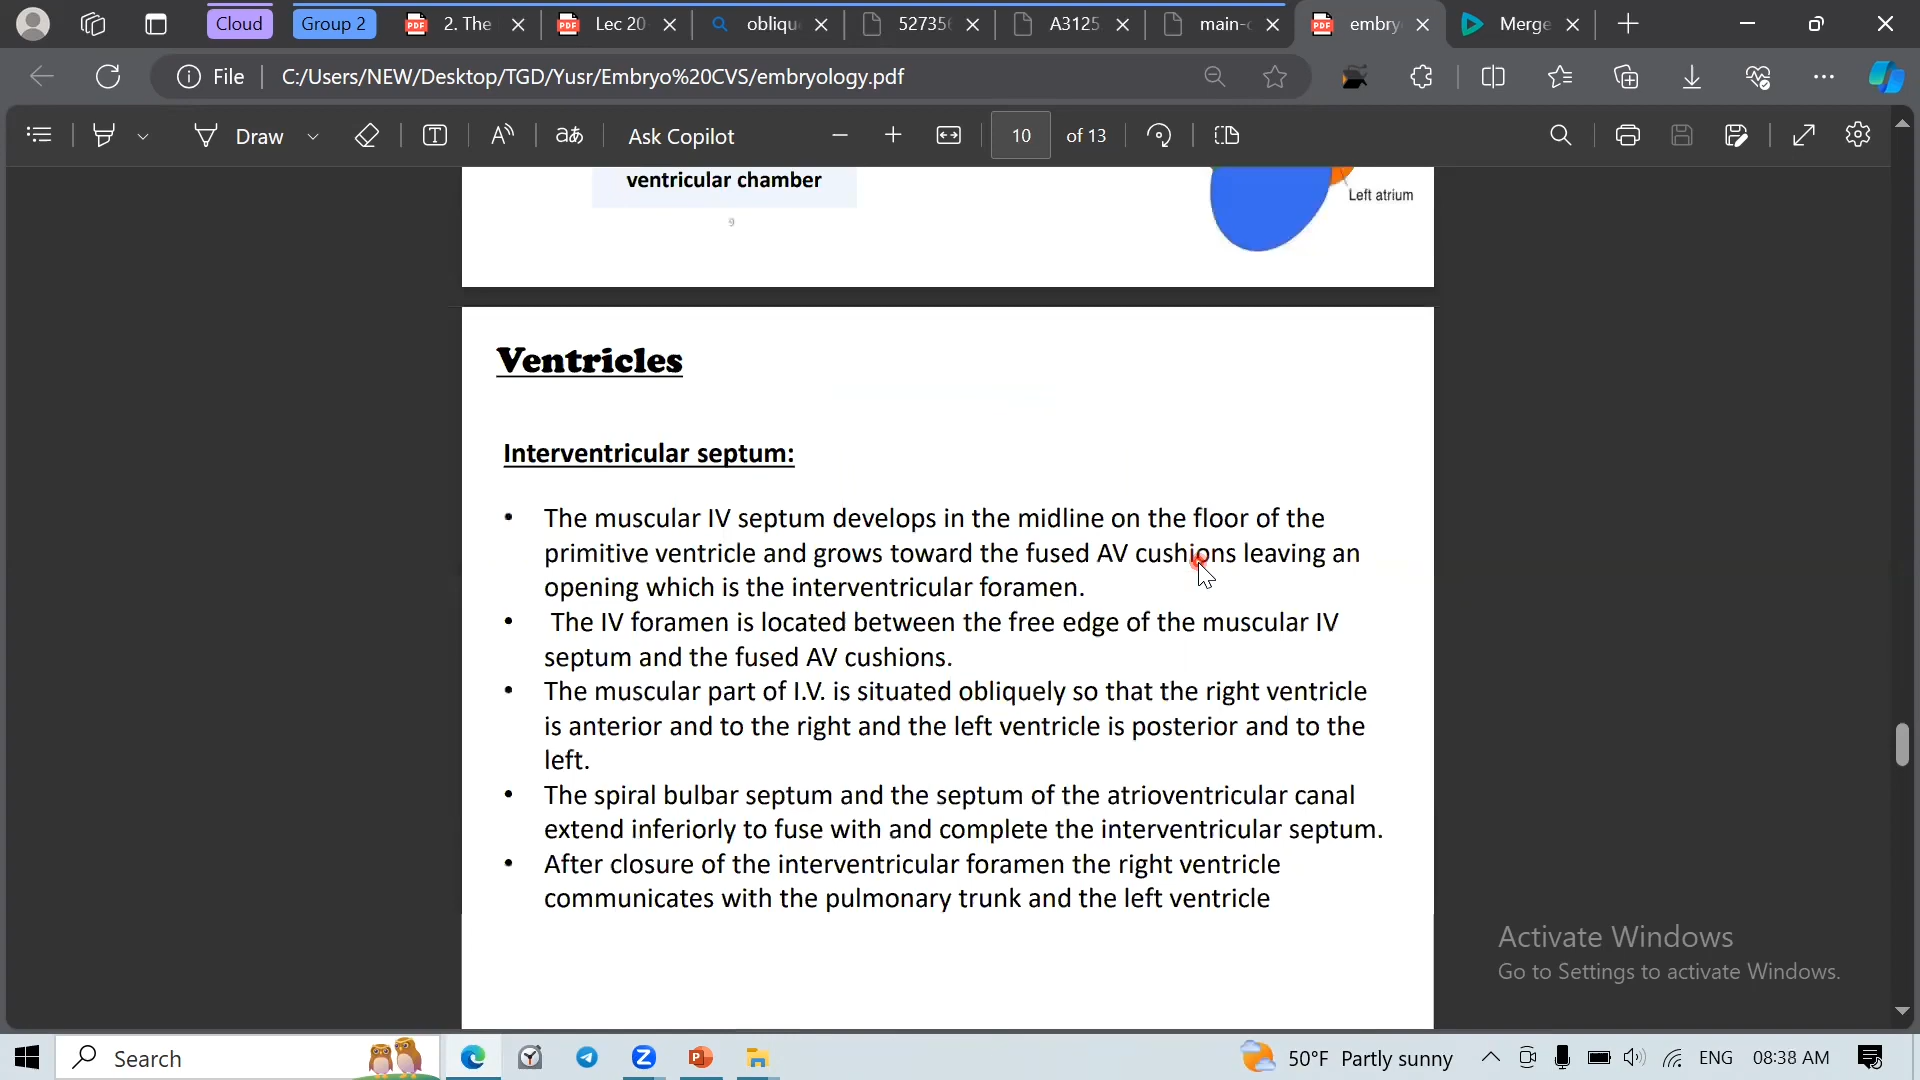 Cloud
Group 2
2. The
Lec 20
obliqu
52735
A3125
main-
embry
Merge
File
C:/Users/NEW/Desktop/TGD/Yusr/Embryo%20CVS/embryology.pdf
Draw
Ask Copilot
10
of 13
ventricular chamber
Left atrium
9
Ventricles
Interventricular septum:
• The muscular IV septum develops in the midline on the floor of the
primitive ventricle and grows toward the fused AV cushions leaving an
opening which is the interventricular foramen.
• The IV foramen is located between the free edge of the muscular IV
septum and the fused AV cushions.
• The muscular part of I.V. is situated obliquely so that the right ventricle
is anterior and to the right and the left ventricle is posterior and to the
left.
• The spiral bulbar septum and the septum of the atrioventricular canal
extend inferiorly to fuse with and complete the interventricular septum.
• After closure of the interventricular foramen the right ventricle
communicates with the pulmonary trunk and the left ventricle
Activate Windows
Go to Settings to activate Windows.
Search
50°F Partly sunny
ENG
08:38 AM